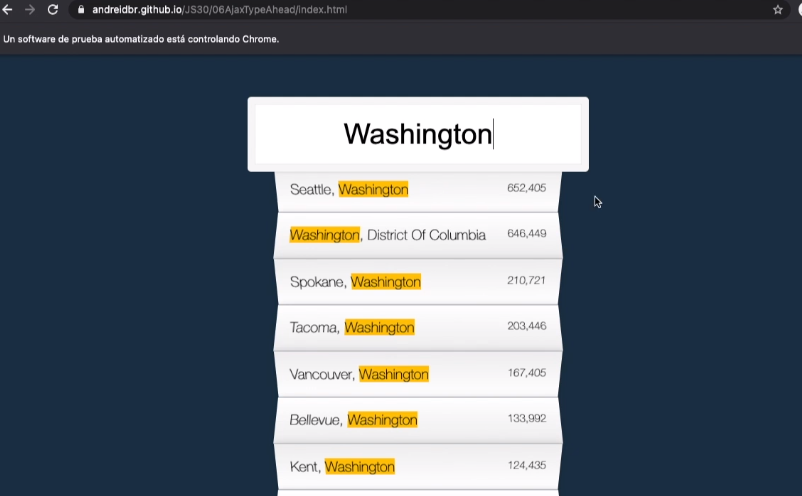 andreidbr.github.io/JS30/06AjaxTypeAhead/index.html
Un software de prueba automatizado está controlando Chrome.
Washington
Seattle, Washington 652,405
Washington, District Of Columbia 646,449
Spokane, Washington 210,721
Tacoma, Washington 203,446
Vancouver, Washington 167,405
Bellevue, Washington 133,992
Kent, Washington 124,435